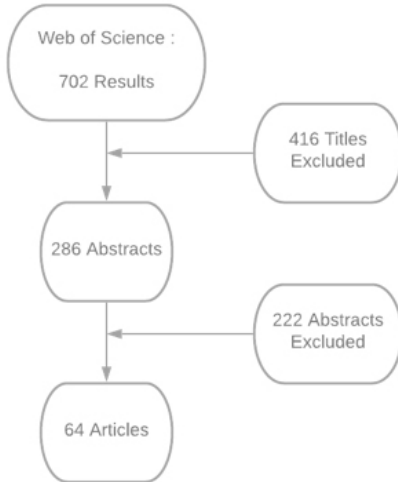 Web of Science :
702 Results
416 Titles
Excluded
286 Abstracts
222 Abstracts
Excluded
64 Articles